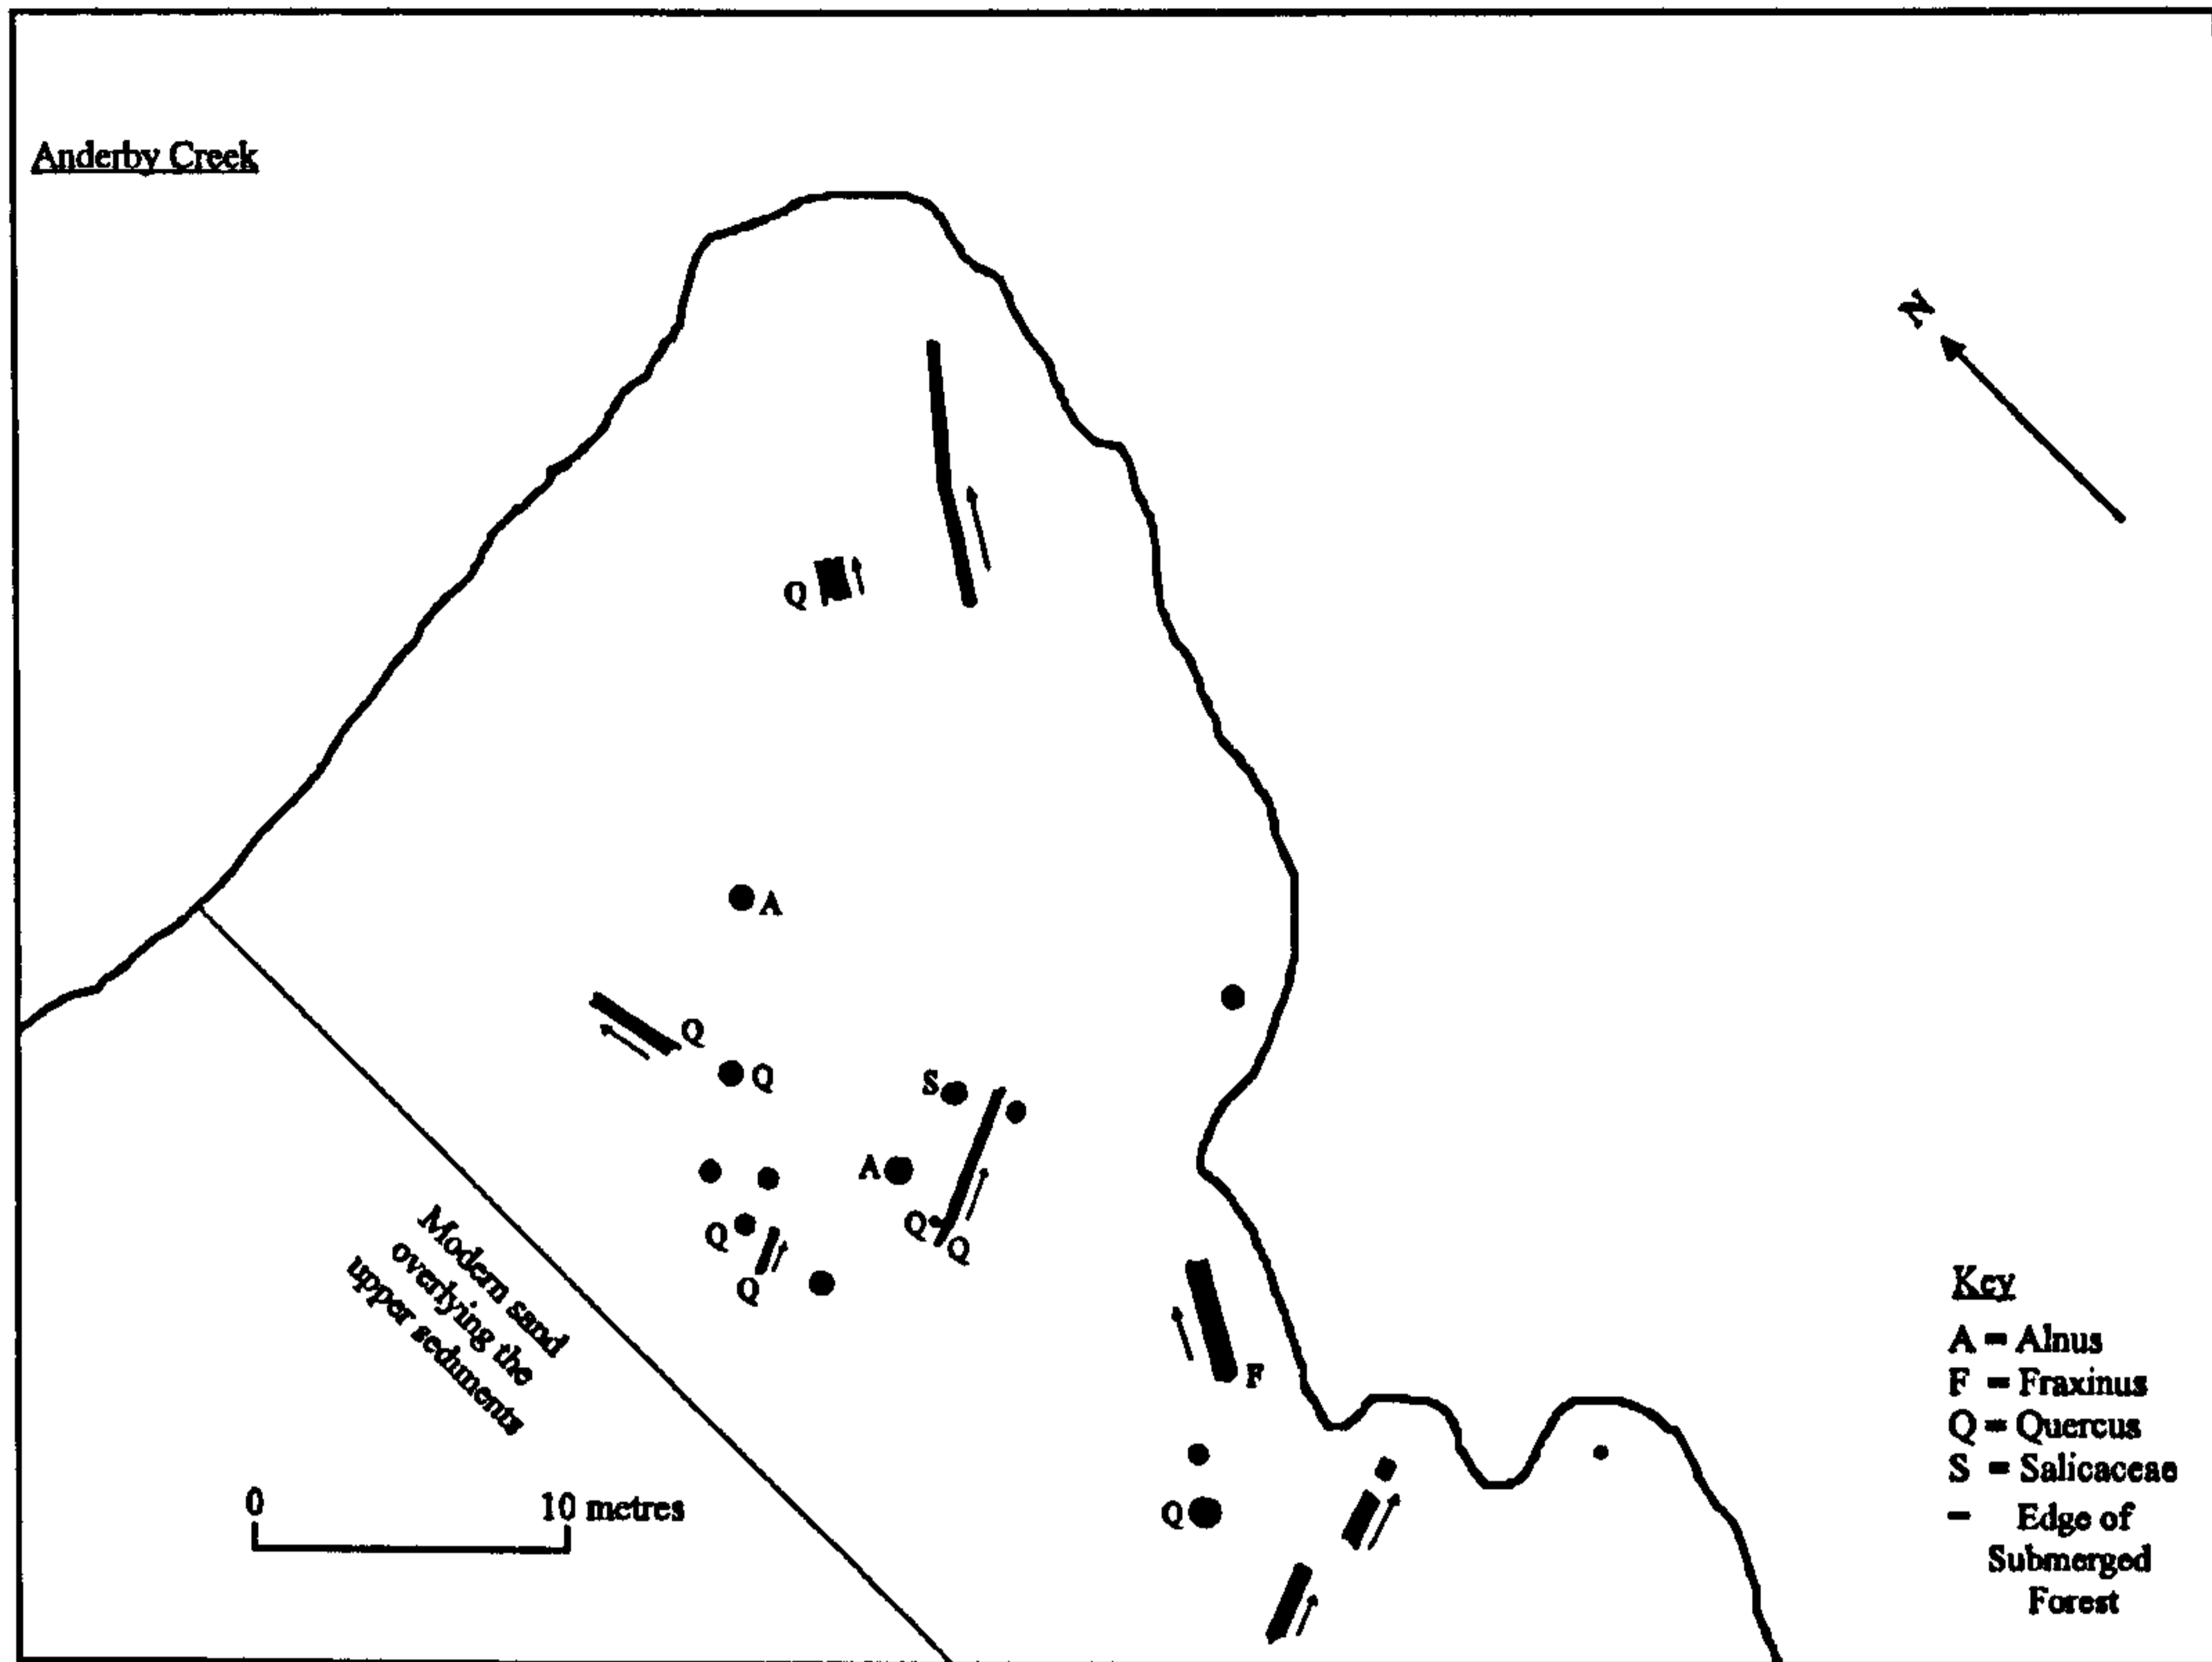 Anderby Creek
N
Q
A
Q
Q
S
A
Q
Q
Q
Q
F
Q
Modern sand
overlying the
upper sediments
0
10 metres
Key
A = Alnus
F = Fraxinus
Q = Quercus
S = Salicaceae
– Edge of
Submerged
Forest